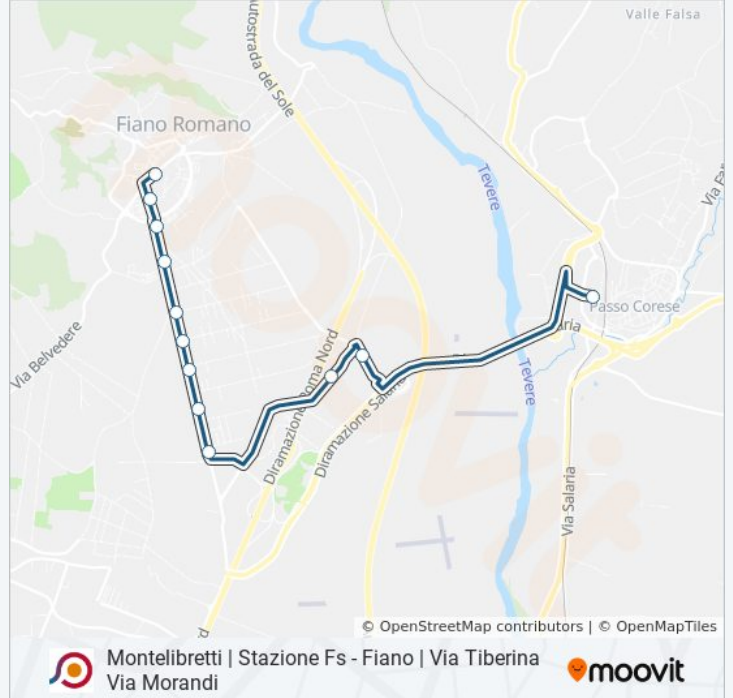 Valle Falsa
autostrada del Sole
Fiano Romano
Tevere
Via Fa
Passo Corese
aria
Via Belvedere
Diramazione Roma Nord
Diramazione Salaria
Tevere
Via Salaria
d
© OpenStreetMap contributors | © OpenMapTiles
Montelibretti | Stazione Fs - Fiano | Via Tiberina
Via Morandi
moovit